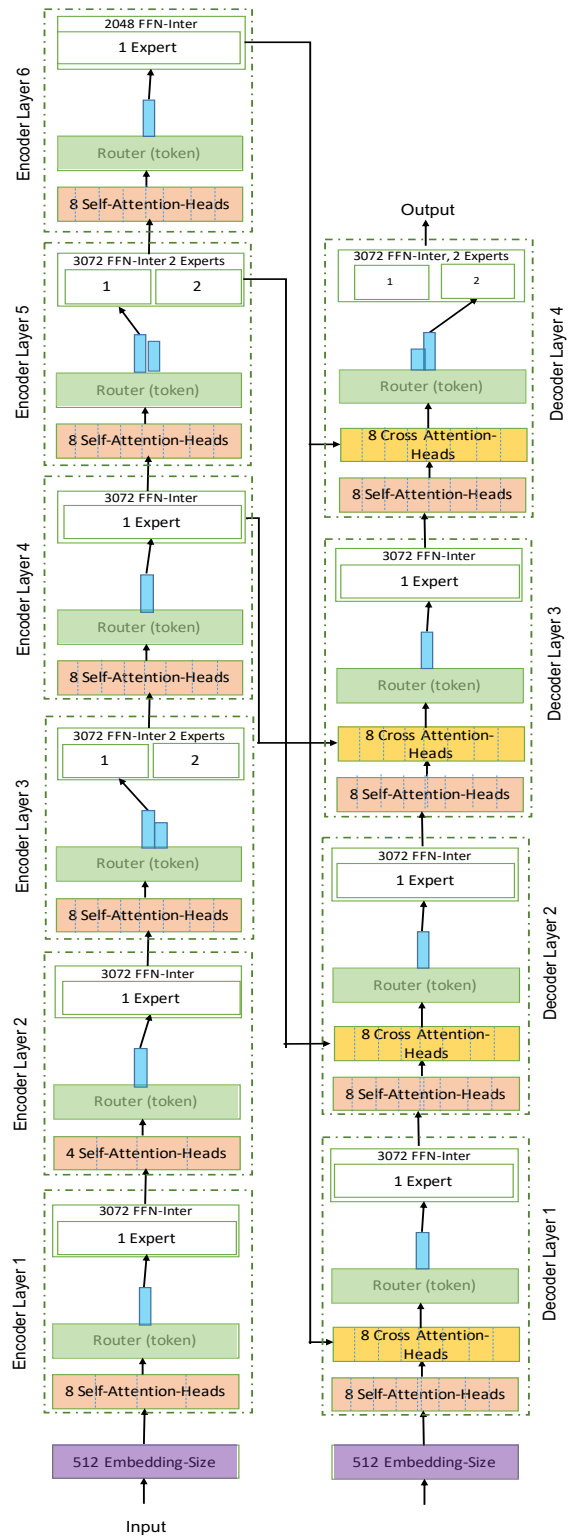 2048 FFN-Inter
1 Expert
Router (token)
8 Self-Attention-Heads
Encoder Layer 6
3072 FFN-Inter 2 Experts
1
2
Router (token)
8 Self-Attention-Heads
Encoder Layer 5
3072 FFN-Inter
1 Expert
Router (token)
8 Self-Attention-Heads
Encoder Layer 4
3072 FFN-Inter 2 Experts
1
2
Router (token)
8 Self-Attention-Heads
Encoder Layer 3
3072 FFN-Inter
1 Expert
Router (token)
4 Self-Attention-Heads
Encoder Layer 2
3072 FFN-Inter
1 Expert
Router (token)
8 Self-Attention-Heads
Encoder Layer 1
512 Embedding-Size
Input
Output
3072 FFN-Inter, 2 Experts
1
2
Router (token)
8 Cross Attention-
Heads
8 Self-Attention-Heads
Decoder Layer 4
3072 FFN-Inter
1 Expert
Router (token)
8 Cross Attention-
Heads
8 Self-Attention-Heads
Decoder Layer 3
3072 FFN-Inter
1 Expert
Router (token)
8 Cross Attention-
Heads
8 Self-Attention-Heads
Decoder Layer 2
3072 FFN-Inter
1 Expert
Router (token)
8 Cross Attention-
Heads
8 Self-Attention-Heads
Decoder Layer 1
512 Embedding-Size